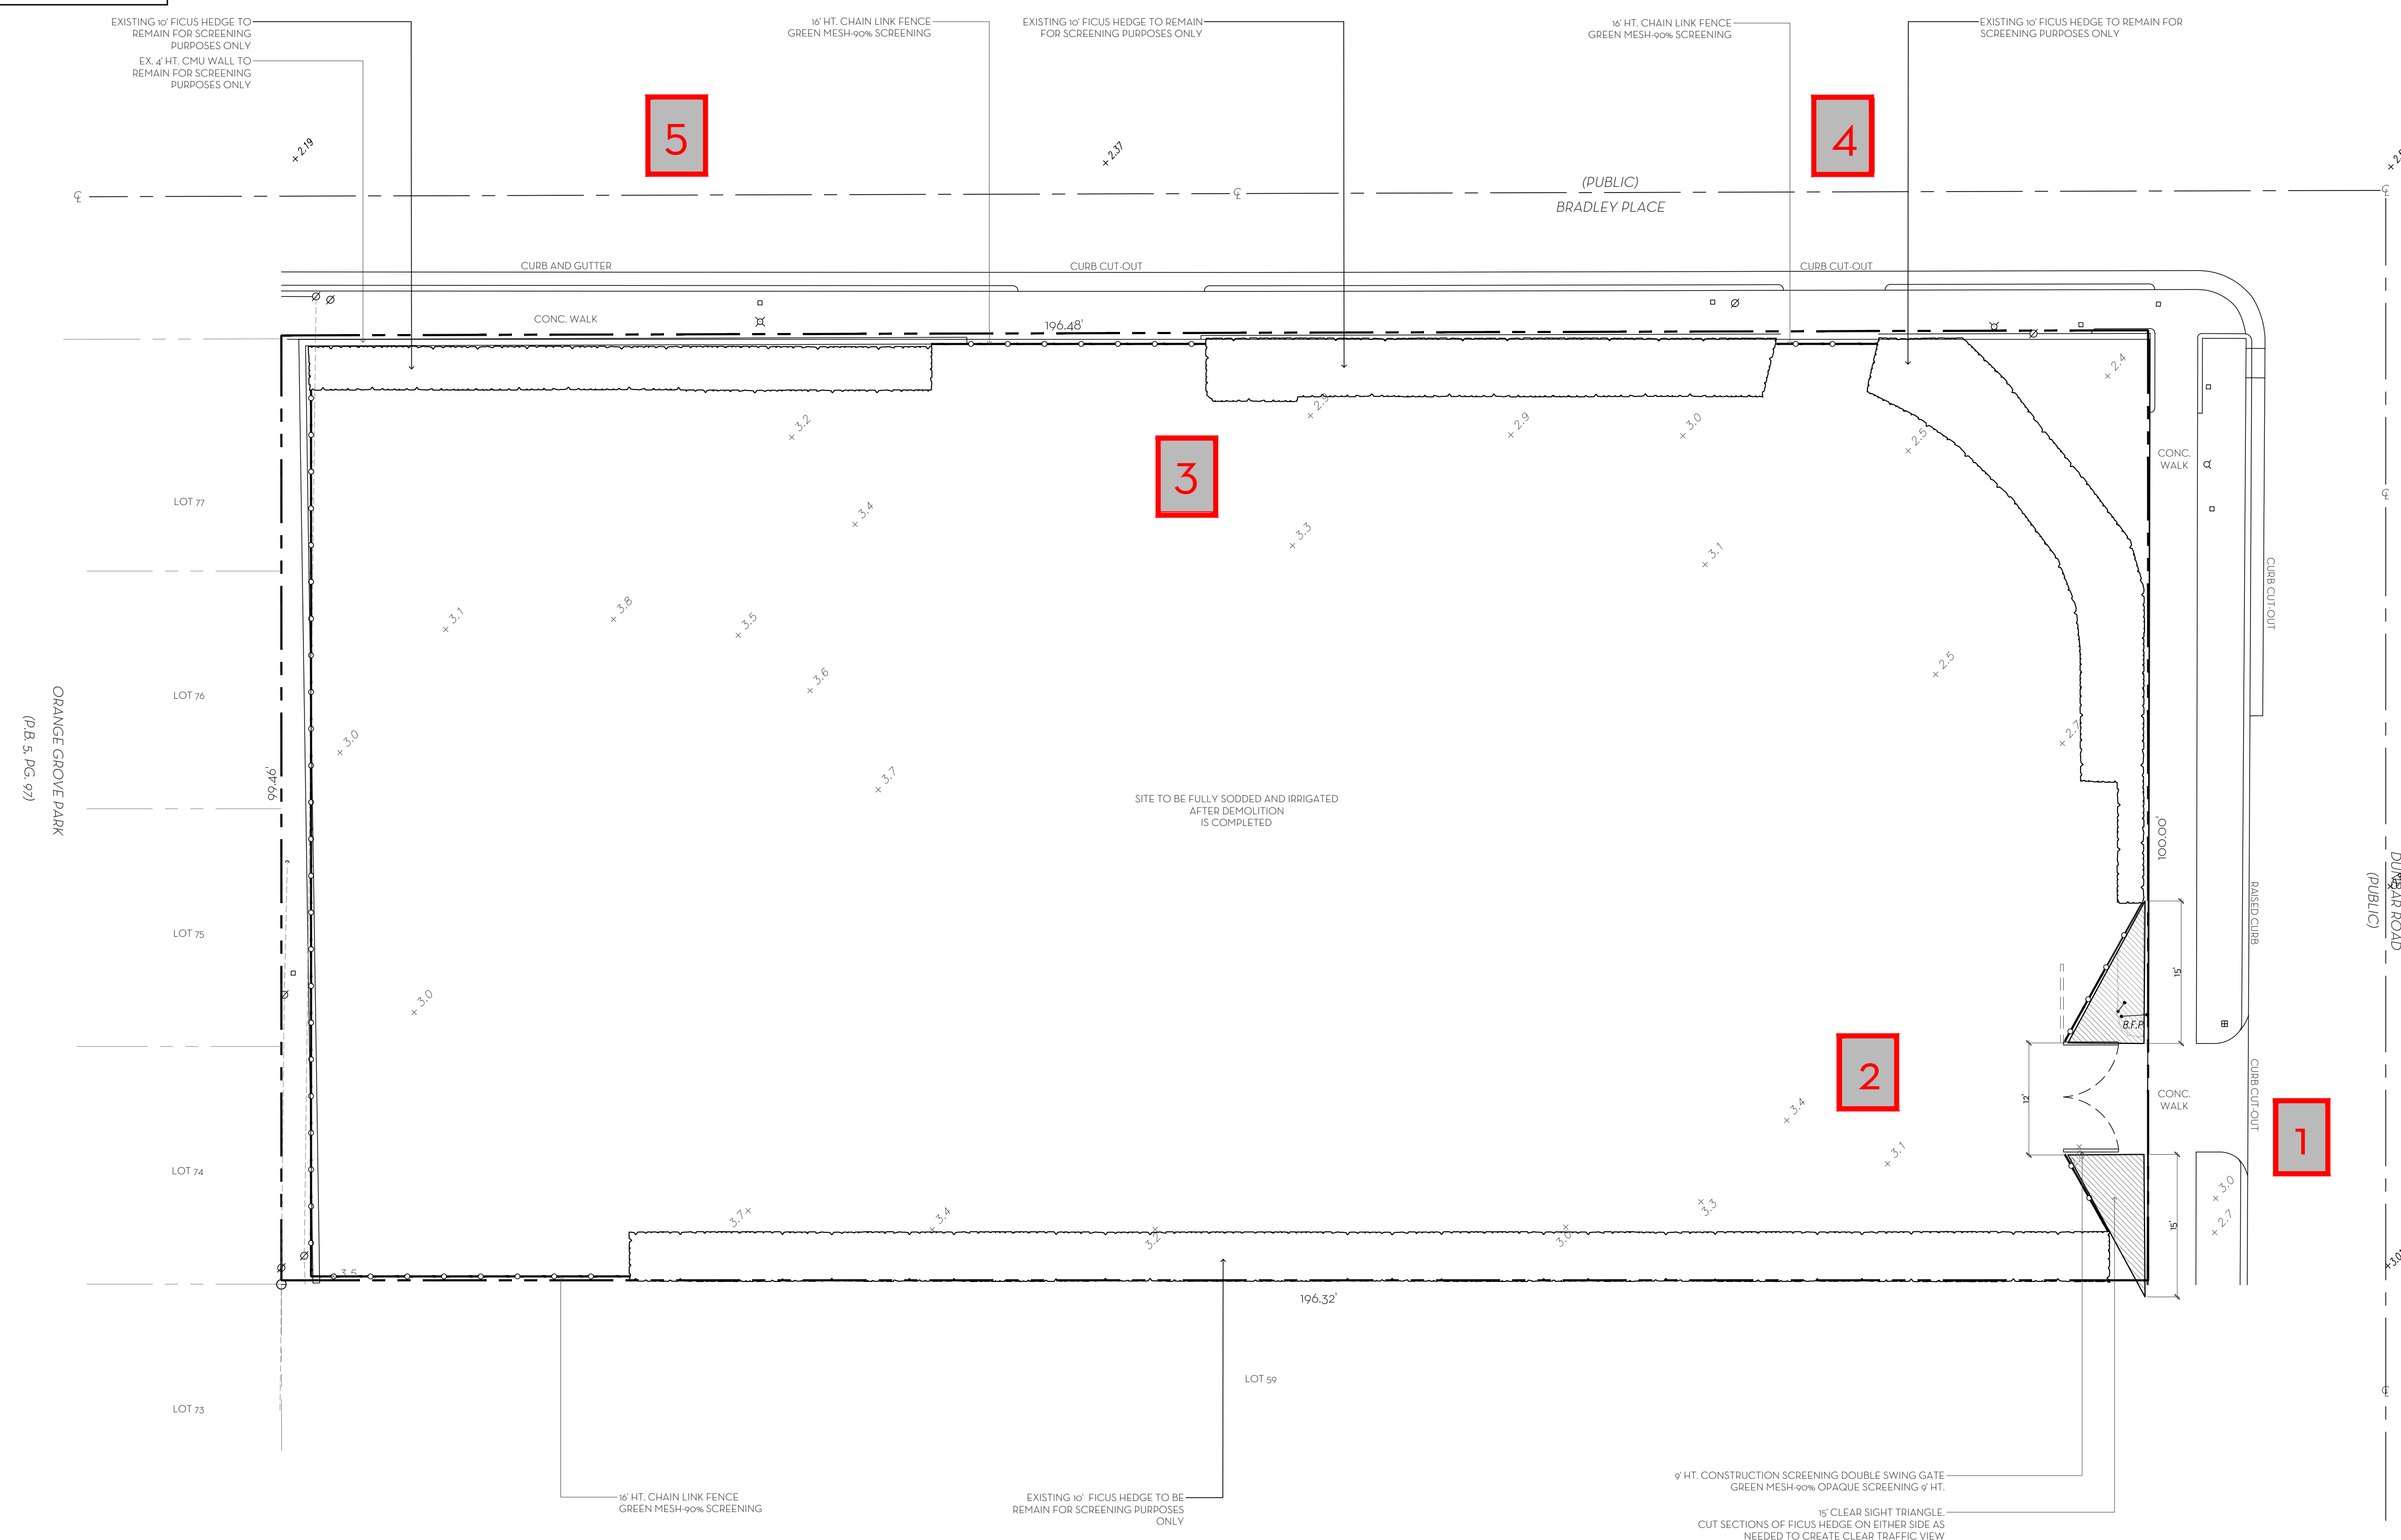 EXISTING 10' FICUS HEDGE TO
REMAIN FOR SCREENING
PURPOSES ONLY
EX. 4' HT. CMU WALL TO
REMAIN FOR SCREENING
PURPOSES ONLY
16' HT. CHAIN LINK FENCE
GREEN MESH-90% SCREENING
EXISTING 10' FICUS HEDGE TO REMAIN
FOR SCREENING PURPOSES ONLY
16' HT. CHAIN LINK FENCE
GREEN MESH-90% SCREENING
EXISTING 10' FICUS HEDGE TO REMAIN FOR
SCREENING PURPOSES ONLY
5
4
+ 2.19
+ 2.37
(PUBLIC)
BRADLEY PLACE
CURB AND GUTTER
CURB CUT-OUT
CURB CUT-OUT
CONC. WALK
196.48'
+ 2.4
+ 3.2
+ 2.9
+ 2.9
+ 3.0
+ 2.5
CONC.
WALK
3
LOT 77
+ 3.4
+ 3.3
+ 3.1
CURB CUT-OUT
+ 3.1
+ 3.8
+ 3.5
+ 3.6
+ 2.5
LOT 76
ORANGE GROVE PARK
(P.B. 5, PG. 97)
+ 3.0
+ 2.7
99.46'
+ 3.7
SITE TO BE FULLY SODDED AND IRRIGATED
AFTER DEMOLITION
IS COMPLETED
100.00'
DUNBAR ROAD
(PUBLIC)
RAISED CURB
LOT 75
15'
+ 3.0
B.F.P
2
12'
CONC.
WALK
CURB CUT-OUT
1
+ 3.4
+ 3.1
LOT 74
+ 3.0
+ 2.7
15'
3.7 +
+ 3.4
3.2 +
3.0 +
+ 3.3
3.5
196.32'
LOT 59
LOT 73
16' HT. CHAIN LINK FENCE
GREEN MESH-90% SCREENING
EXISTING 10' FICUS HEDGE TO BE
REMAIN FOR SCREENING PURPOSES
ONLY
9' HT. CONSTRUCTION SCREENING DOUBLE SWING GATE
GREEN MESH-90% OPAQUE SCREENING 9' HT.
15' CLEAR SIGHT TRIANGLE.
CUT SECTIONS OF FICUS HEDGE ON EITHER SIDE AS
NEEDED TO CREATE CLEAR TRAFFIC VIEW